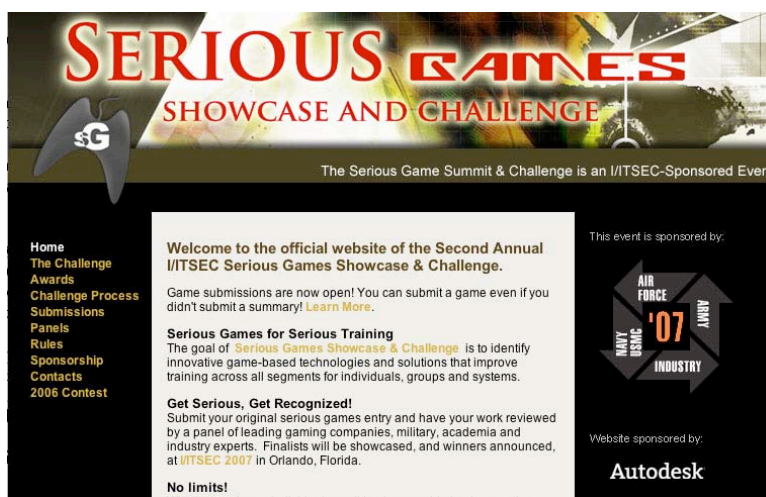 SERIOUS GAMES
SHOWCASE AND CHALLENGE
sG
The Serious Game Summit & Challenge is an I/ITSEC-Sponsored Ever
Home
The Challenge
Awards
Challenge Process
Submissions
Panels
Rules
Sponsorship
Contacts
2006 Contest
Welcome to the official website of the Second Annual
I/ITSEC Serious Games Showcase & Challenge.
Game submissions are now open! You can submit a game even if you
didn't submit a summary! Learn More.
Serious Games for Serious Training
The goal of Serious Games Showcase & Challenge is to identify
innovative game-based technologies and solutions that improve
training across all segments for individuals, groups and systems.
Get Serious, Get Recognized!
Submit your original serious games entry and have your work reviewed
by a panel of leading gaming companies, military, academia and
industry experts. Finalists will be showcased, and winners announced,
at I/ITSEC 2007 in Orlando, Florida.
No limits!
This event is sponsored by:
AIR
FORCE
ARMY
NAVY
USMC
'07
INDUSTRY
Website sponsored by:
Autodesk